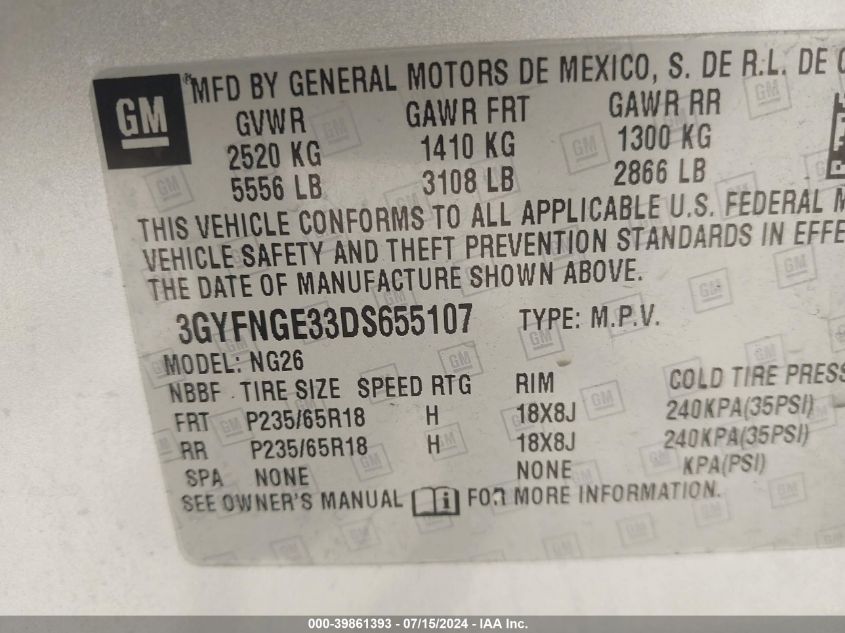 GM
MFD BY GENERAL MOTORS DE MEXICO, S. DE R.L. DE
GVWR GAWR FRT GAWR RR
2520 KG 1410 KG 1300 KG
5556 LB 3108 LB 2866 LB
THIS VEHICLE CONFORMS TO ALL APPLICABLE U.S. FEDERAL M
VEHICLE SAFETY AND THEFT PREVENTION STANDARDS IN EFFE
THE DATE OF MANUFACTURE SHOWN ABOVE.
3GYFNGE33DS655107 TYPE: M.P.V.
MODEL: NG26
NBBF TIRE SIZE SPEED RTG RIM COLD TIRE PRESS
FRT P235/65R18 H 18X8J 240KPA(35PSI)
RR P235/65R18 H 18X8J 240KPA(35PSI)
SPA NONE NONE KPA(PSI)
SEE OWNER'S MANUAL FOR MORE INFORMATION.
000-39861393 - 07/15/2024 - IAA Inc.